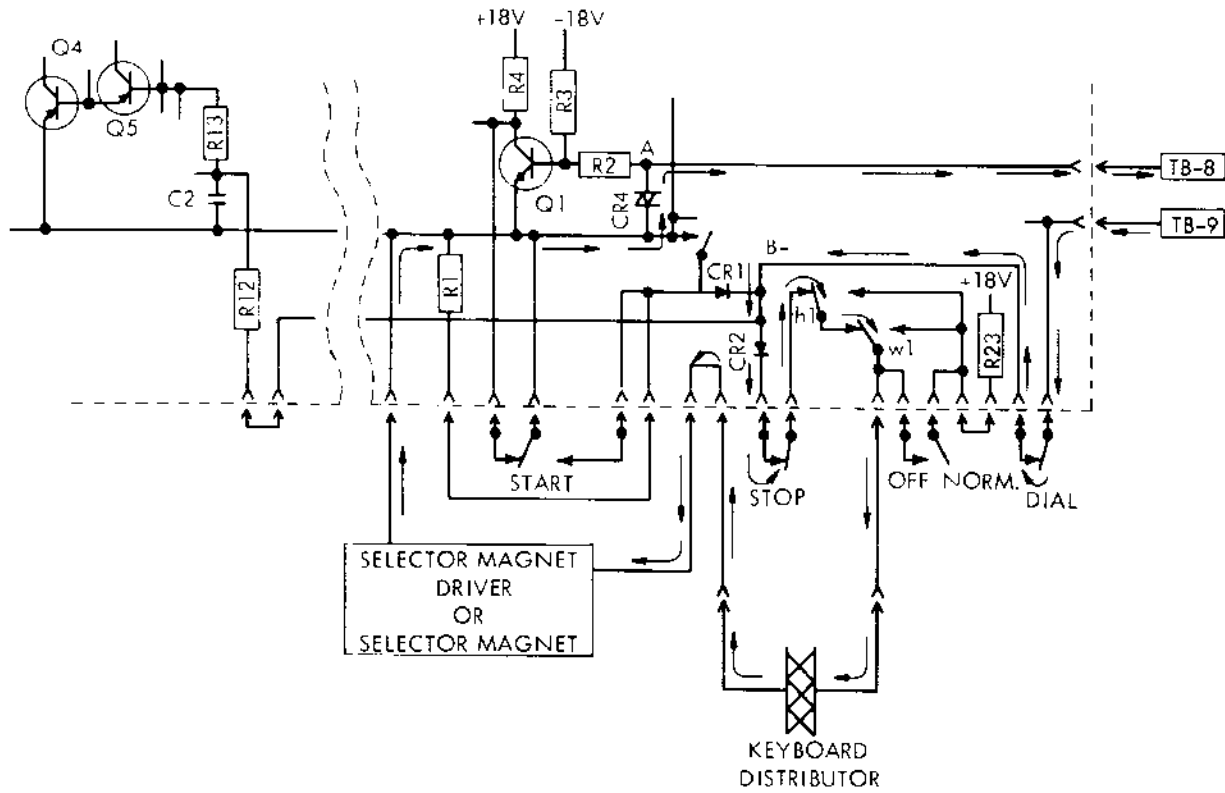 +18V
-18V
Q4
Q5
R13
C2
R12
R4
R3
Q1
R2
A
CR4
TB-8
TB-9
R1
B-
CR1
CR2
h1
w1
+18V
R23
START
STOP
OFF NORM.
DIAL
SELECTOR MAGNET
DRIVER
OR
SELECTOR MAGNET
KEYBOARD
DISTRIBUTOR